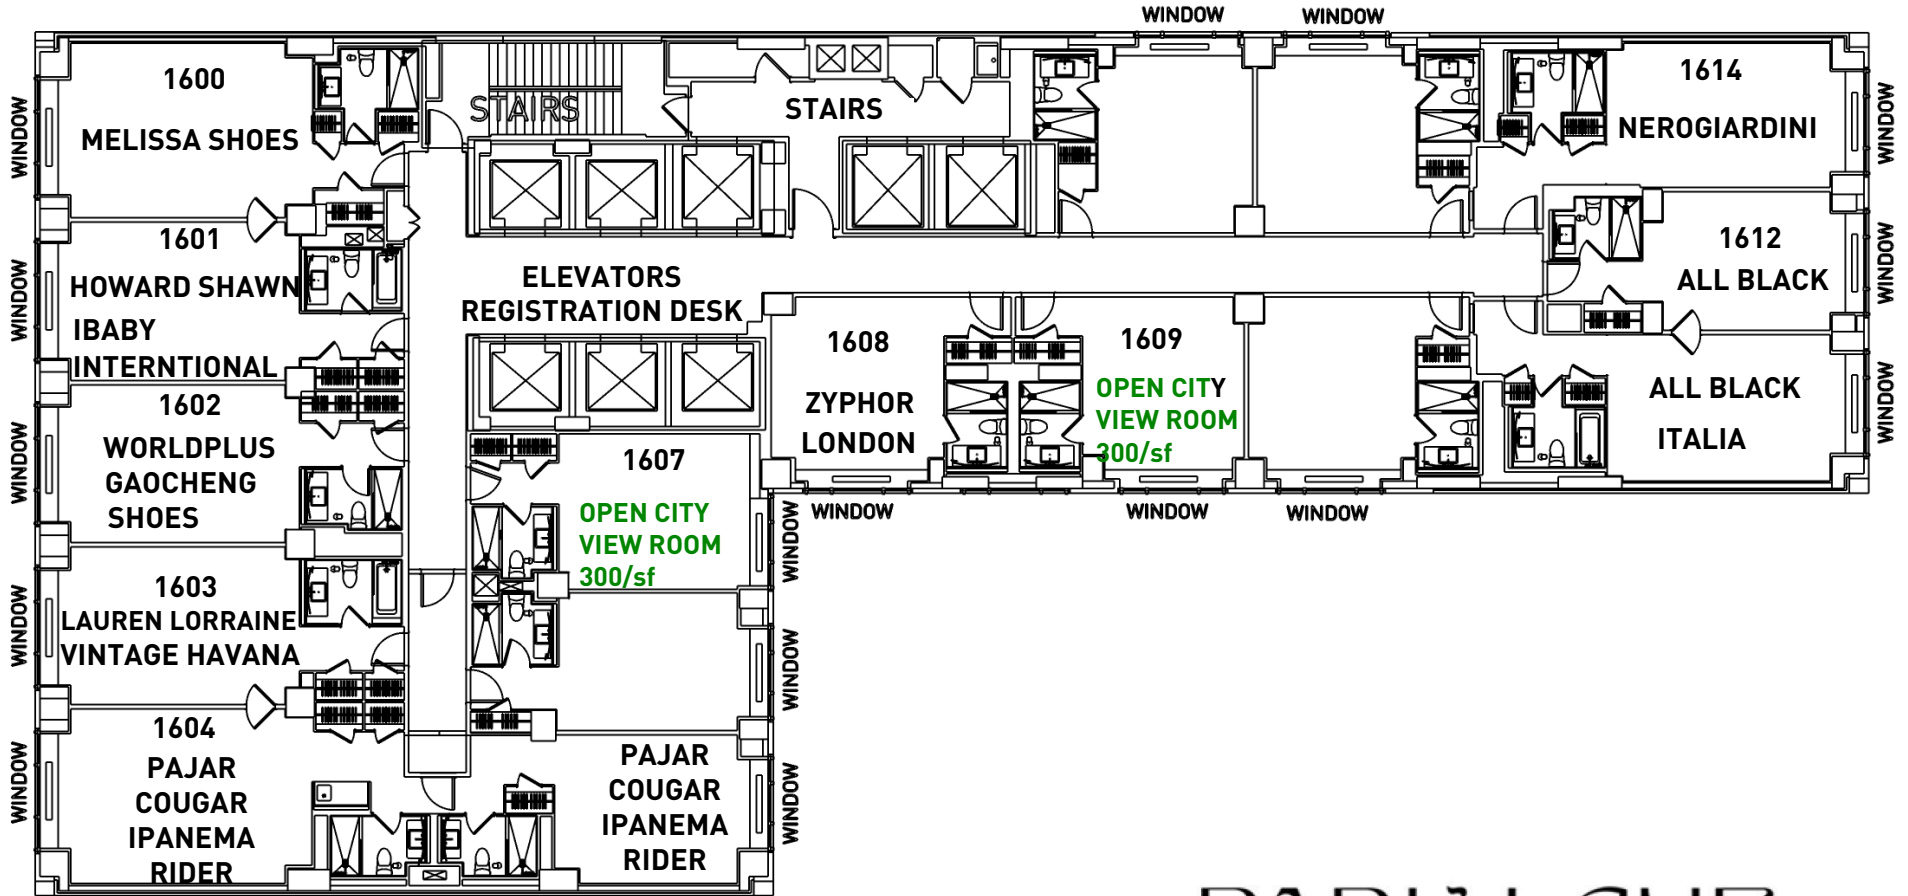 WINDOW
WINDOW
1600
MELISSA SHOES
STAIRS
STAIRS
1614
NEROGIARDINI
WINDOW
WINDOW
1601
HOWARD SHAWN
IBABY
INTERNTIONAL
WINDOW
ELEVATORS
REGISTRATION DESK
1612
ALL BLACK
WINDOW
1602
WORLDPLUS
GAOCHENG
SHOES
WINDOW
1607
OPEN CITY
VIEW ROOM
300/sf
WINDOW
1608
ZYPHOR
LONDON
WINDOW
1609
OPEN CITY
VIEW ROOM
300/sf
WINDOW
WINDOW
ALL BLACK
ITALIA
WINDOW
1603
LAUREN LORRAINE
VINTAGE HAVANA
WINDOW
WINDOW
1604
PAJAR
COUGAR
IPANEMA
RIDER
WINDOW
PAJAR
COUGAR
IPANEMA
RIDER
WINDOW